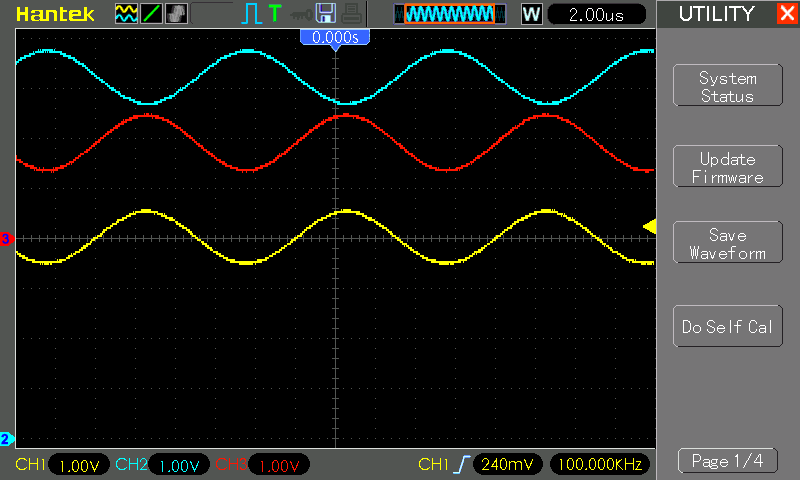 Hantek T W 2.00us UTILITY X
0.000s
System
Status
Update
Firmware
3
Save
Waveform
Do Self Cal
2
CH1 1.00V CH2 1.00V CH3 1.00V CH1 240mV 100.000KHz Page 1/4